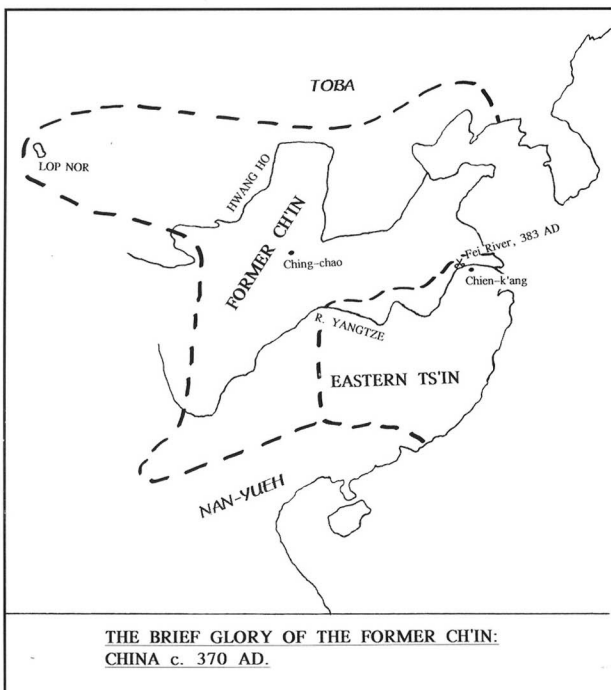 TOBA
LOP NOR
HWANG HO
FORMER CH'IN
Ching-chao
Fei River, 383 AD
Chien-k'ang
R. YANGTZE
EASTERN TS'IN
NAN-YUEH
THE BRIEF GLORY OF THE FORMER CH'IN:
CHINA c. 370 AD.